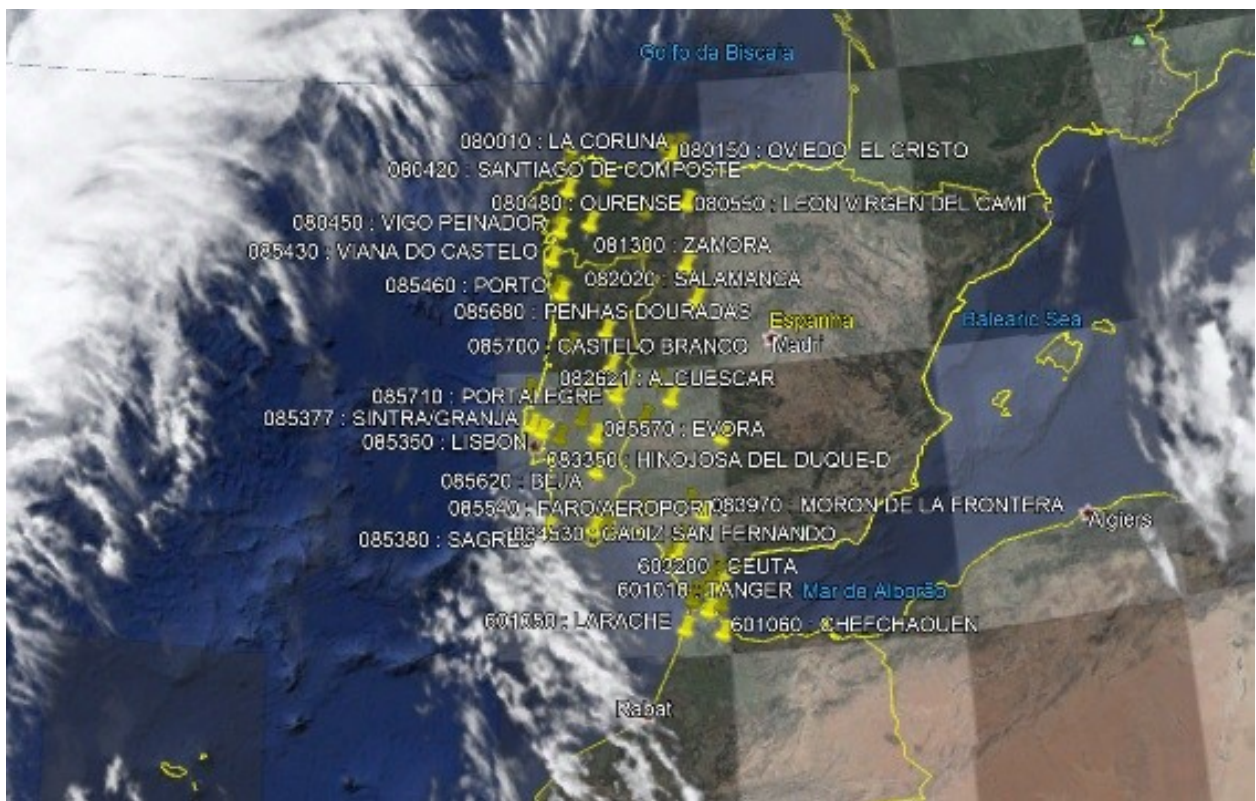 Golfo da Biscaia
080010 : LA CORUNA
080150 : OVIEDO EL CRISTO
080420 : SANTIAGO DE COMPOSTE
080480 : OURENSE
080550 : LEON VIRGEN DEL CAMI
080450 : VIGO PEINADOR
085430 : VIANA DO CASTELO
081300 : ZAMORA
085460 : PORTO
082020 : SALAMANCA
085680 : PENHAS DOURADAS
Espanha
Balearic Sea
085700 : CASTELO BRANCO
Madri
082621 : ALCUESCAR
085710 : PORTALEGRE
085377 : SINTRA/GRANJA
085570 : EVORA
085350 : LISBON
083350 : HINOJOSA DEL DUQUE-D
085620 : BEJA
085540 : FARO/AEROPORT
083970 : MORON DE LA FRONTERA
Algiers
085380 : SAGRES
084530 : CADIZ SAN FERNANDO
603200 : CEUTA
601010 : TANGER
Mar de Alborão
601050 : LARACHE
601060 : CHEFCHAOUEN
Rabat